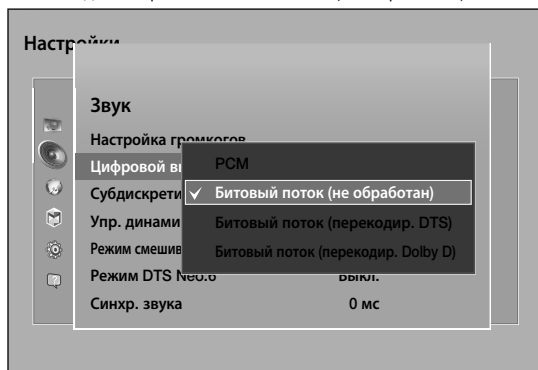 Настройки
Звук
Настройка громкогов
Цифровой
PCM
Субдискрети
Битовый поток (не обработан)
Упр. динами
Битовый поток (перекодир. DTS)
Режим смешив
Битовый поток (перекодир. Dolby D)
Режим DTS Neo:6
Выкл.
Синхр. звука
0 мс